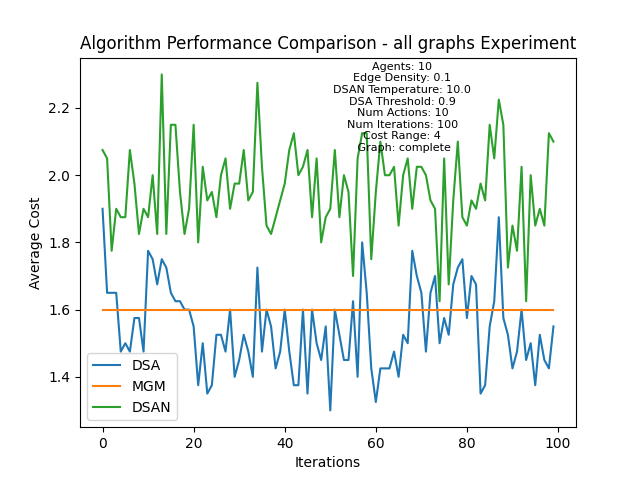 Algorithm Performance Comparison - all graphs Experiment
Agents: 10
Edge Density: 0.1
DSAN Temperature: 10.0
DSA Threshold: 0.9
Num Actions: 10
Num Iterations: 100
Cost Range: 4
Graph: complete
Average Cost
2.2
2.0
1.8
1.6
1.4
DSA
MGM
DSAN
0 20 40 60 80 100
Iterations